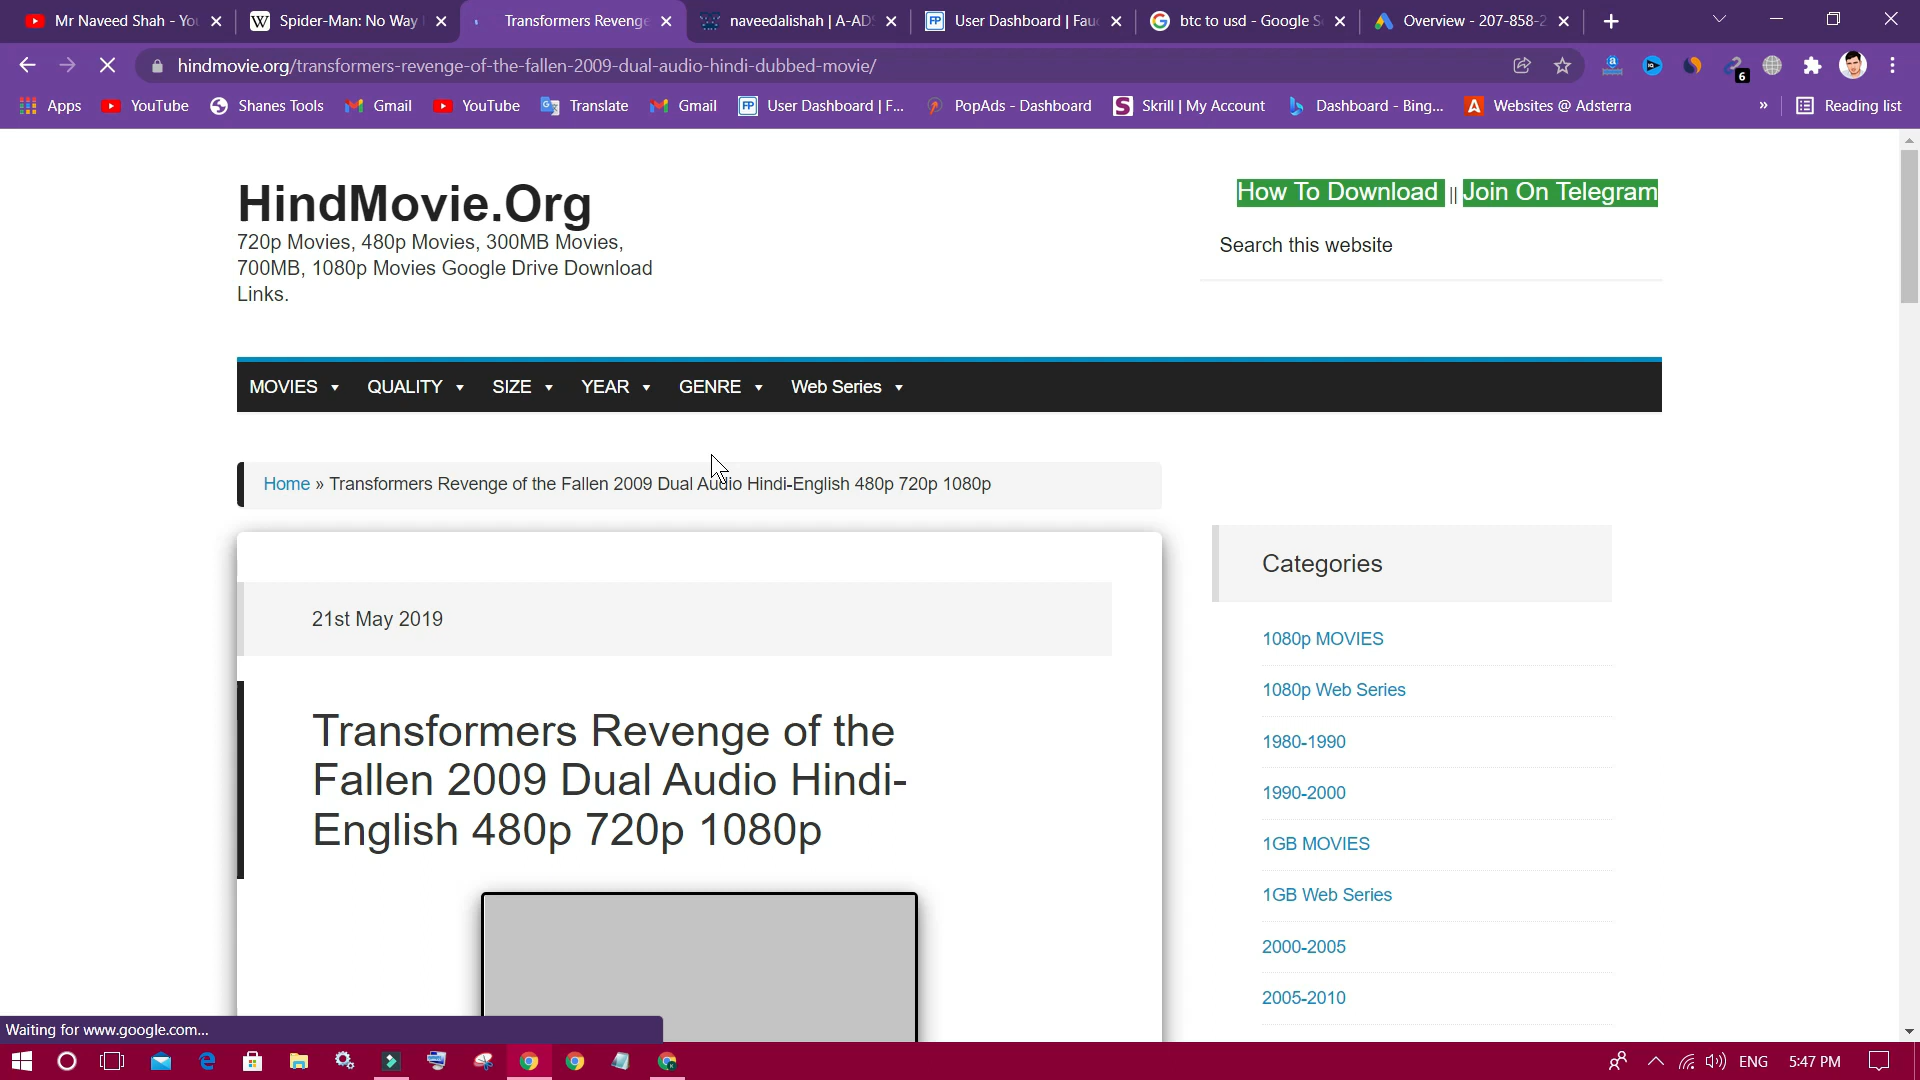 Mr Naveed Shah - Yo
Spider-Man: No Way
Transformers Revenge
naveedalishah | A-AD
User Dashboard | Fau
btc to usd - Google S
Overview - 207-858-2
hindmovie.org/transformers-revenge-of-the-fallen-2009-dual-audio-hindi-dubbed-movie/
6
Apps
YouTube
Shanes Tools
Gmail
YouTube
Translate
Gmail
User Dashboard | F...
PopAds - Dashboard
Skrill | My Account
Dashboard - Bing...
Websites @ Adsterra
»
Reading list
HindMovie.Org
720p Movies, 480p Movies, 300MB Movies,
700MB, 1080p Movies Google Drive Download
Links.
How To Download || Join On Telegram
Search this website
MOVIES QUALITY SIZE YEAR GENRE Web Series
Home » Transformers Revenge of the Fallen 2009 Dual Audio Hindi-English 480p 720p 1080p
21st May 2019
Transformers Revenge of the
Fallen 2009 Dual Audio Hindi-
English 480p 720p 1080p
Categories
1080p MOVIES
1080p Web Series
1980-1990
1990-2000
1GB MOVIES
1GB Web Series
2000-2005
2005-2010
Waiting for www.google.com...
ENG
5:47 PM